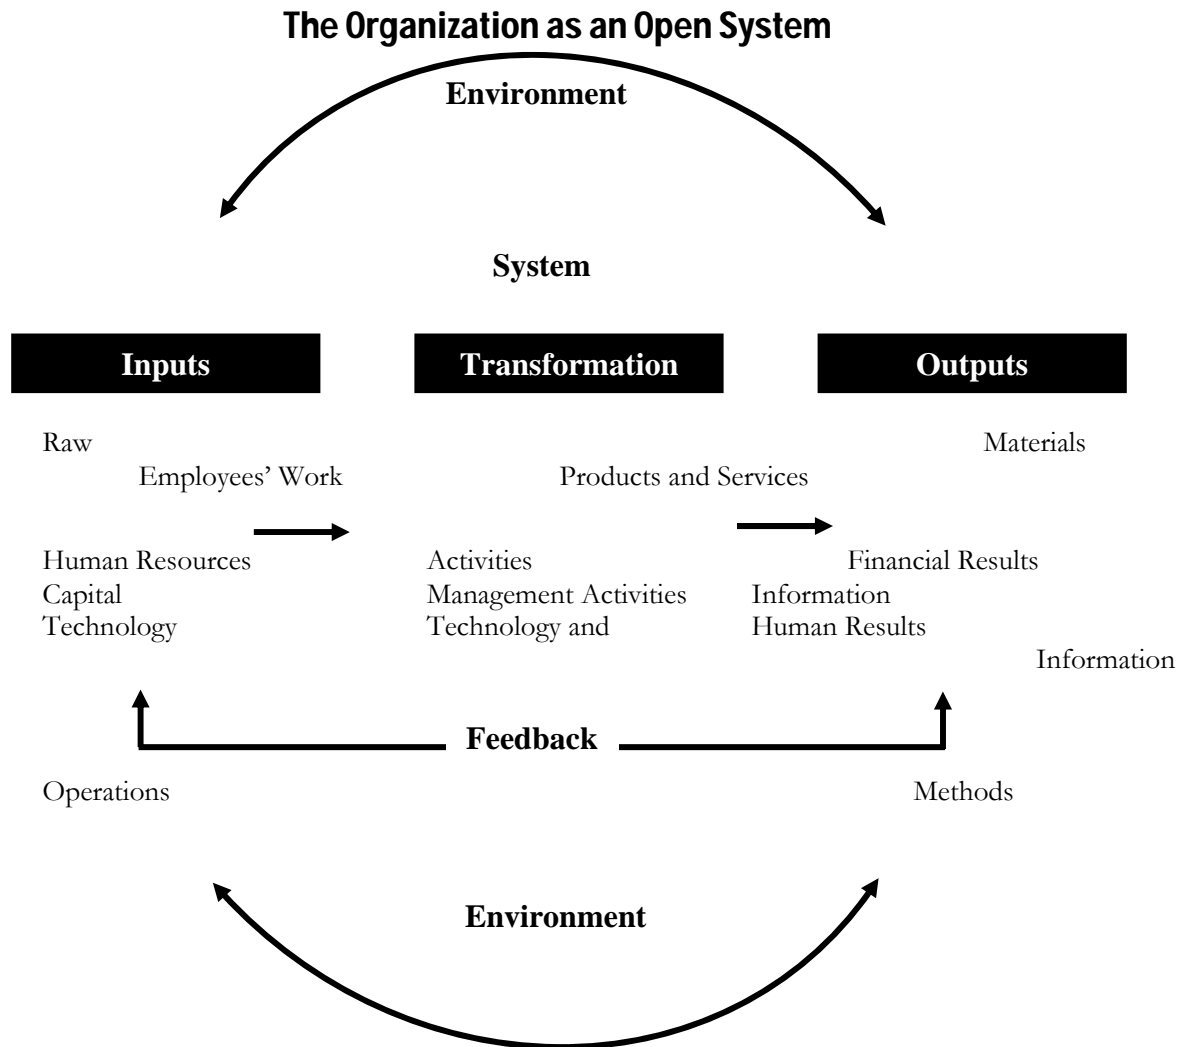 The Organization as an Open System
Environment
System
Inputs Transformation Outputs
Raw Materials
Employees’ Work Products and Services
Human Resources Activities Financial Results
Capital Management Activities Information
Technology Technology and Human Results
Information
Feedback
Operations Methods
Environment